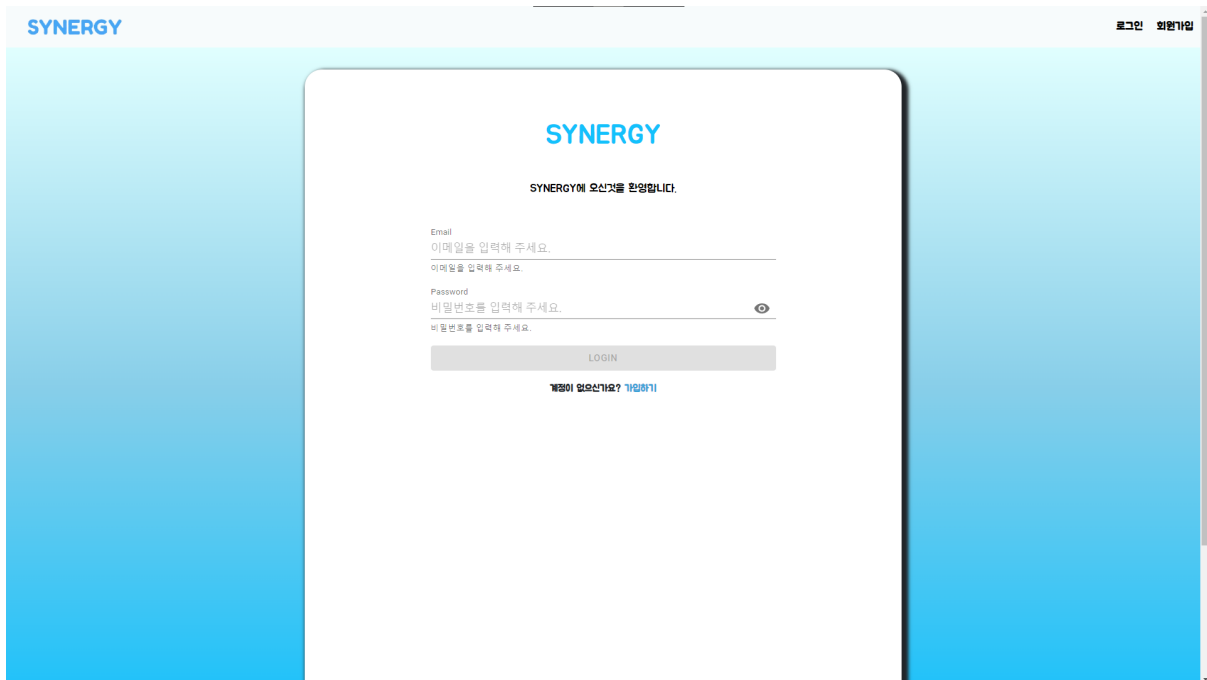 SYNERGY
로그인 회원가입
SYNERGY
SYNERGY에 오신것을 환영합니다.
Email
이메일을 입력해 주세요.
이메일을 입력해 주세요.
Password
비밀번호를 입력해 주세요.
비밀번호를 입력해 주세요.
LOGIN
계정이 없으신가요? 가입하기